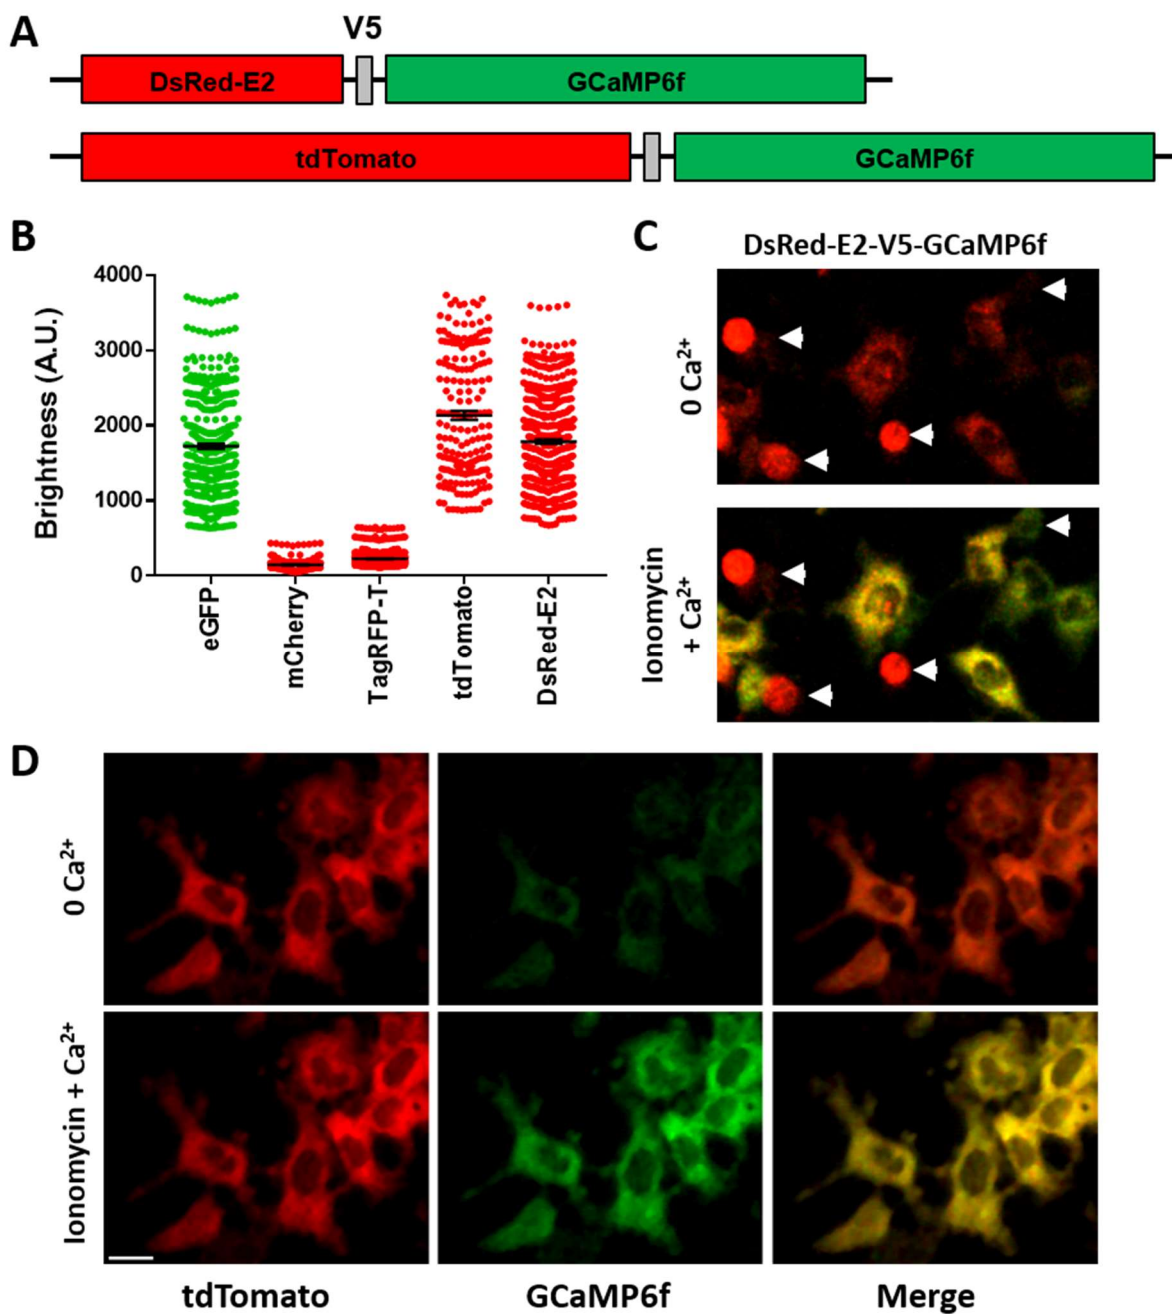 A
V5
DsRed-E2
GCaMP6f
tdTomato
GCaMP6f
B
Brightness (A.U.)
4000
3000
2000
1000
0
eGFP
mCherry
TagRFP-T
tdTomato
DsRed-E2
C
DsRed-E2-V5-GCaMP6f
0 Ca²⁺
Ionomycin
+ Ca²⁺
D
0 Ca²⁺
Ionomycin + Ca²⁺
tdTomato
GCaMP6f
Merge